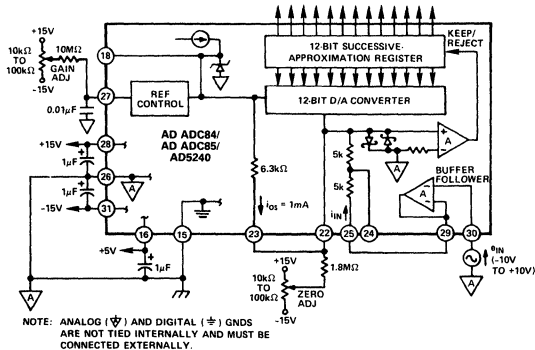 +15V
10kΩ
TO
100kΩ
-15V
10MΩ
GAIN
ADJ
0.01μF
18
27
REF
CONTROL
12-BIT SUCCESSIVE-
APPROXIMATION REGISTER
KEEP/
REJECT
12-BIT D/A CONVERTER
AD ADC84/
AD ADC85/
AD5240
+15V
28
1μF
26
A
1μF
-15V
31
6.3kΩ
iOS = 1mA
5k
5k
iIN
+
−
A
A
BUFFER
FOLLOWER
A
16
15
23
22
25
24
29
30
+5V
1μF
A
+15V
10kΩ
TO
100kΩ
-15V
ZERO
ADJ
1.8MΩ
eIN
(-10V
TO +10V)
A
NOTE: ANALOG (A) AND DIGITAL (⏚) GNDS
ARE NOT TIED INTERNALLY AND MUST BE
CONNECTED EXTERNALLY.